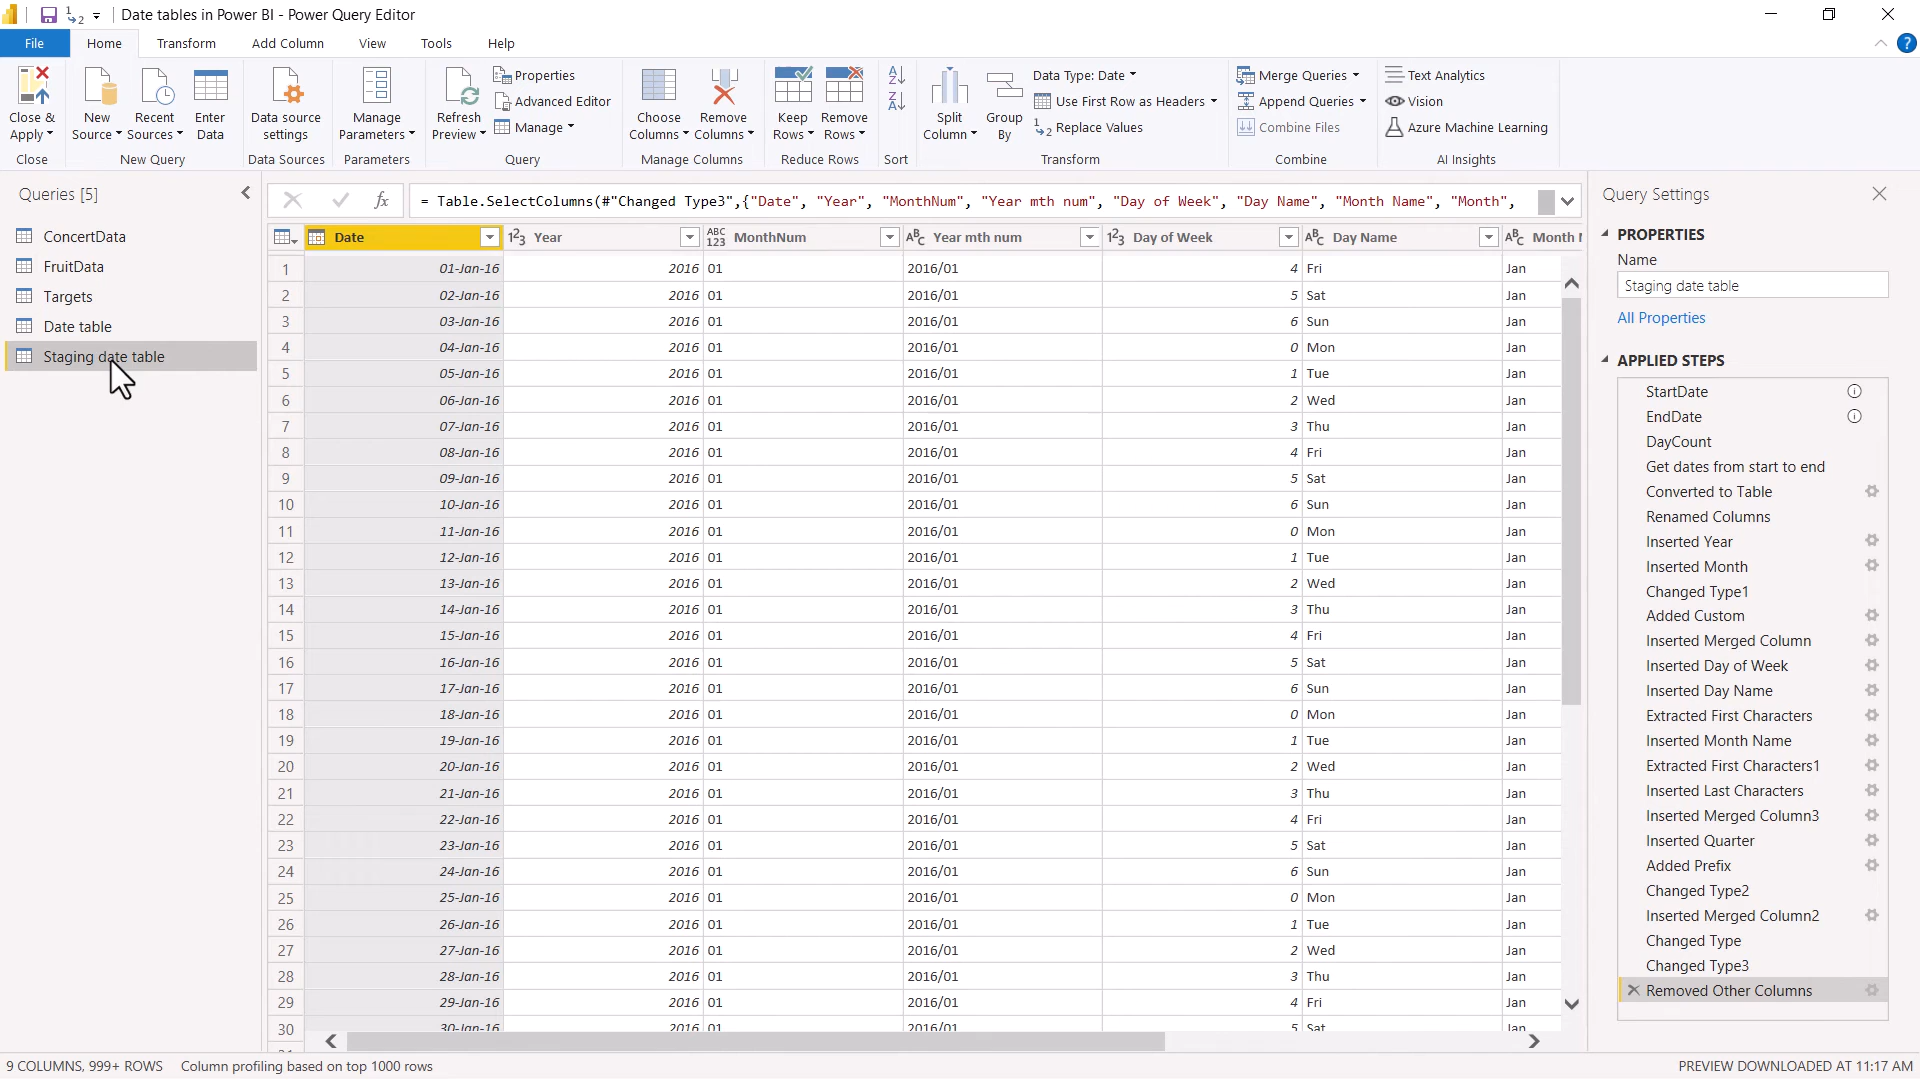 Date tables in Power BI - Power Query Editor
File Home Transform Add Column View Tools Help
Close & Apply
New Source
Recent Sources
Enter Data
Data source settings
Manage Parameters
Refresh Preview
Properties
Advanced Editor
Manage
Choose Columns
Remove Columns
Keep Rows
Remove Rows
Split Column
Group By
Data Type: Date
Use First Row as Headers
Replace Values
Merge Queries
Append Queries
Combine Files
Text Analytics
Vision
Azure Machine Learning
Close New Query Data Sources Parameters Query Manage Columns Reduce Rows Sort Transform Combine AI Insights
Queries [5]
ConcertData
FruitData
Targets
Date table
Staging date table
= Table.SelectColumns(#"Changed Type3",{"Date", "Year", "MonthNum", "Year mth num", "Day of Week", "Day Name", "Month Name", "Month",
Date Year MonthNum Year mth num Day of Week Day Name Month N
1 01-Jan-16 2016 01 2016/01 4 Fri Jan
2 02-Jan-16 2016 01 2016/01 5 Sat Jan
3 03-Jan-16 2016 01 2016/01 6 Sun Jan
4 04-Jan-16 2016 01 2016/01 0 Mon Jan
5 05-Jan-16 2016 01 2016/01 1 Tue Jan
6 06-Jan-16 2016 01 2016/01 2 Wed Jan
7 07-Jan-16 2016 01 2016/01 3 Thu Jan
8 08-Jan-16 2016 01 2016/01 4 Fri Jan
9 09-Jan-16 2016 01 2016/01 5 Sat Jan
10 10-Jan-16 2016 01 2016/01 6 Sun Jan
11 11-Jan-16 2016 01 2016/01 0 Mon Jan
12 12-Jan-16 2016 01 2016/01 1 Tue Jan
13 13-Jan-16 2016 01 2016/01 2 Wed Jan
14 14-Jan-16 2016 01 2016/01 3 Thu Jan
15 15-Jan-16 2016 01 2016/01 4 Fri Jan
16 16-Jan-16 2016 01 2016/01 5 Sat Jan
17 17-Jan-16 2016 01 2016/01 6 Sun Jan
18 18-Jan-16 2016 01 2016/01 0 Mon Jan
19 19-Jan-16 2016 01 2016/01 1 Tue Jan
20 20-Jan-16 2016 01 2016/01 2 Wed Jan
21 21-Jan-16 2016 01 2016/01 3 Thu Jan
22 22-Jan-16 2016 01 2016/01 4 Fri Jan
23 23-Jan-16 2016 01 2016/01 5 Sat Jan
24 24-Jan-16 2016 01 2016/01 6 Sun Jan
25 25-Jan-16 2016 01 2016/01 0 Mon Jan
26 26-Jan-16 2016 01 2016/01 1 Tue Jan
27 27-Jan-16 2016 01 2016/01 2 Wed Jan
28 28-Jan-16 2016 01 2016/01 3 Thu Jan
29 29-Jan-16 2016 01 2016/01 4 Fri Jan
30 30-Jan-16 2016 01 2016/01 5 Sat Jan
Query Settings
PROPERTIES
Name
Staging date table
All Properties
APPLIED STEPS
StartDate
EndDate
DayCount
Get dates from start to end
Converted to Table
Renamed Columns
Inserted Year
Inserted Month
Changed Type1
Added Custom
Inserted Merged Column
Inserted Day of Week
Inserted Day Name
Extracted First Characters
Inserted Month Name
Extracted First Characters1
Inserted Last Characters
Inserted Merged Column3
Inserted Quarter
Added Prefix
Changed Type2
Inserted Merged Column2
Changed Type
Changed Type3
Removed Other Columns
9 COLUMNS, 999+ ROWS Column profiling based on top 1000 rows PREVIEW DOWNLOADED AT 11:17 AM